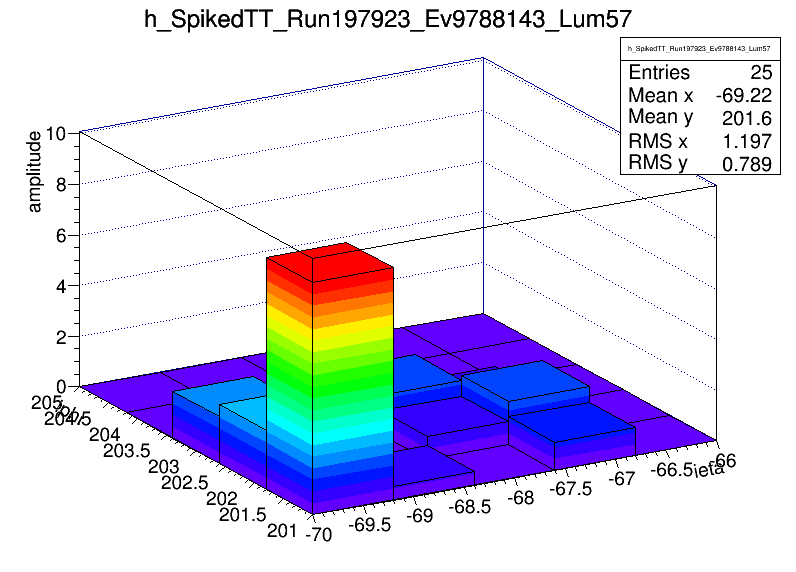 h_SpikedTT_Run197923_Ev9788143_Lum57
h_SpikedTT_Run197923_Ev9788143_Lum57
Entries 25
Mean x -69.22
Mean y 201.6
RMS x 1.197
RMS y 0.789
amplitude
10
8
6
4
2
0
205
204.5
204
203.5
203
202.5
202
201.5
201
-70
-69.5
-69
-68.5
-68
-67.5
-67
-66.5
-66
ieta